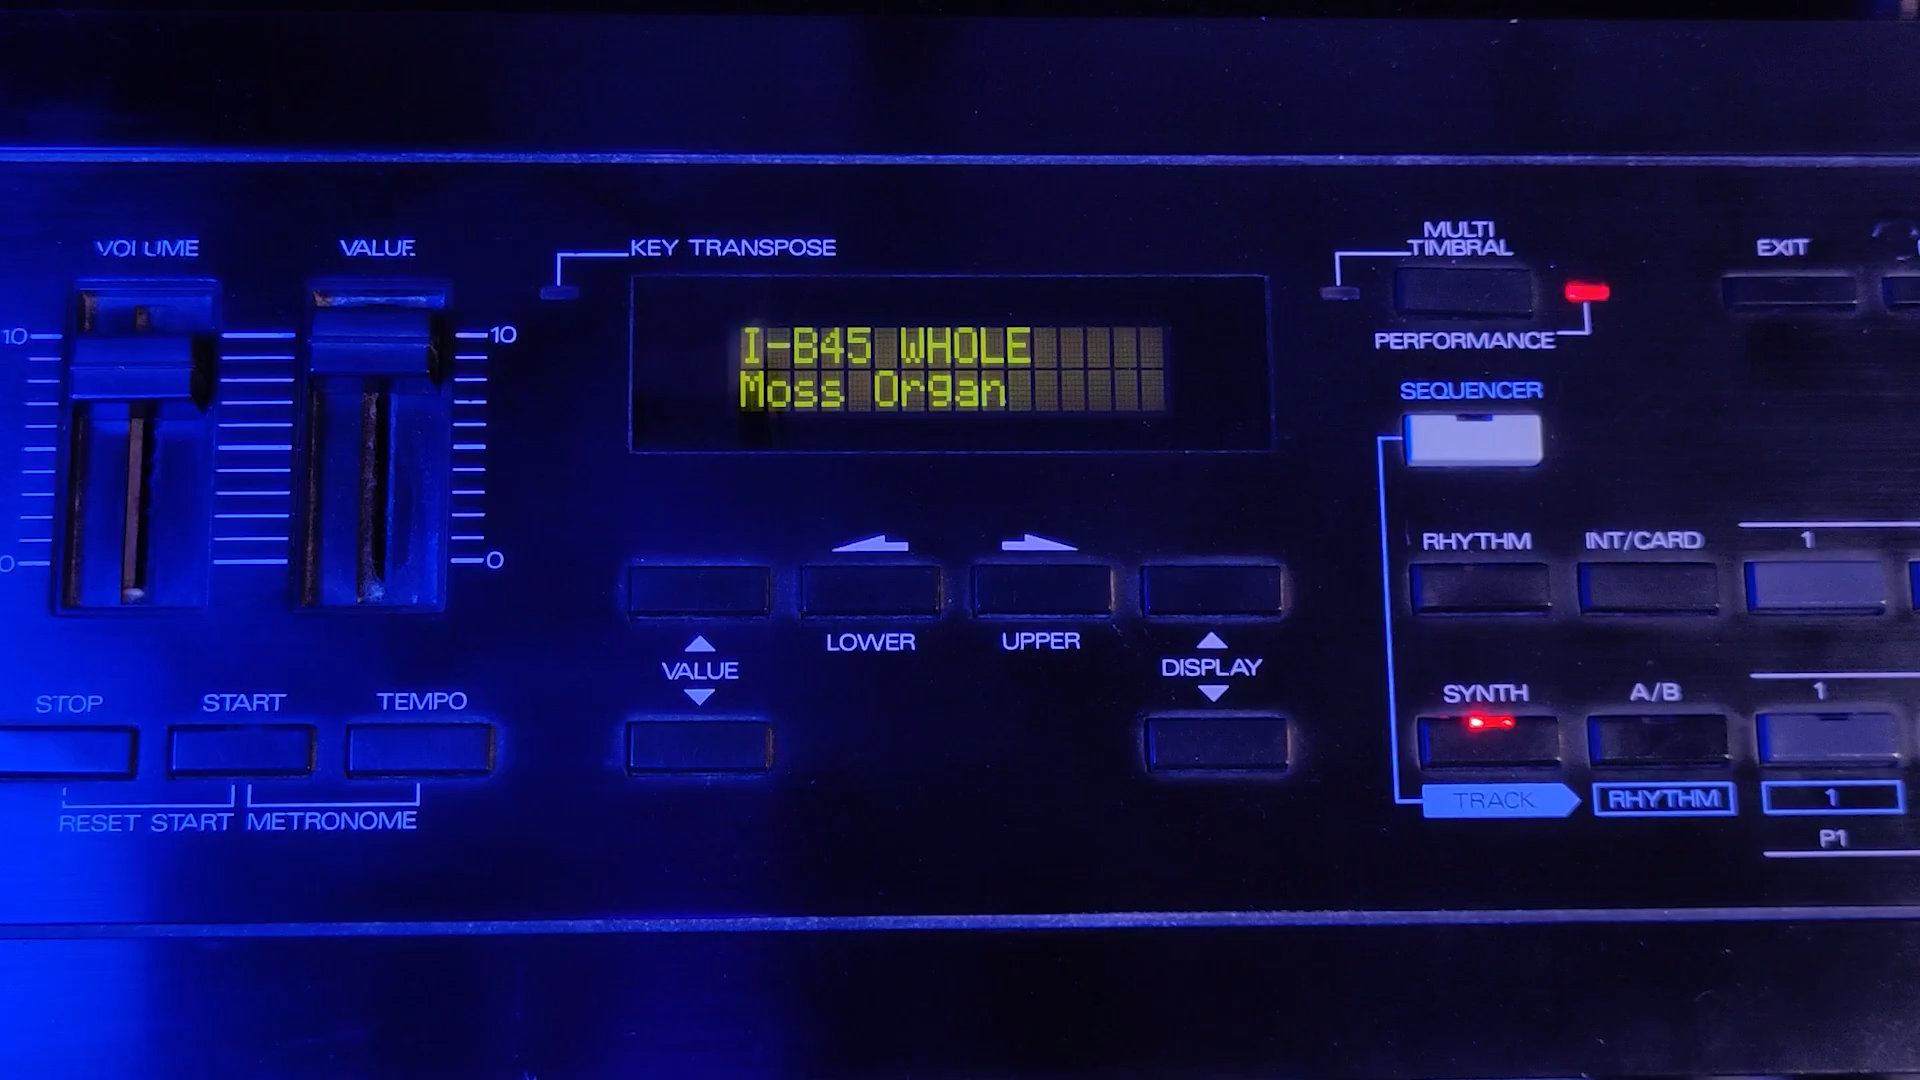 VOLUME
VALUE
KEY TRANSPOSE
MULTI
TIMBRAL
EXIT
10
10
PERFORMANCE
I-B45 WHOLE
Moss Organ
SEQUENCER
0
0
RHYTHM
INT/CARD
1
LOWER
UPPER
VALUE
DISPLAY
STOP
START
TEMPO
SYNTH
A/B
1
TRACK
RHYTHM
1
RESET START
METRONOME
P1